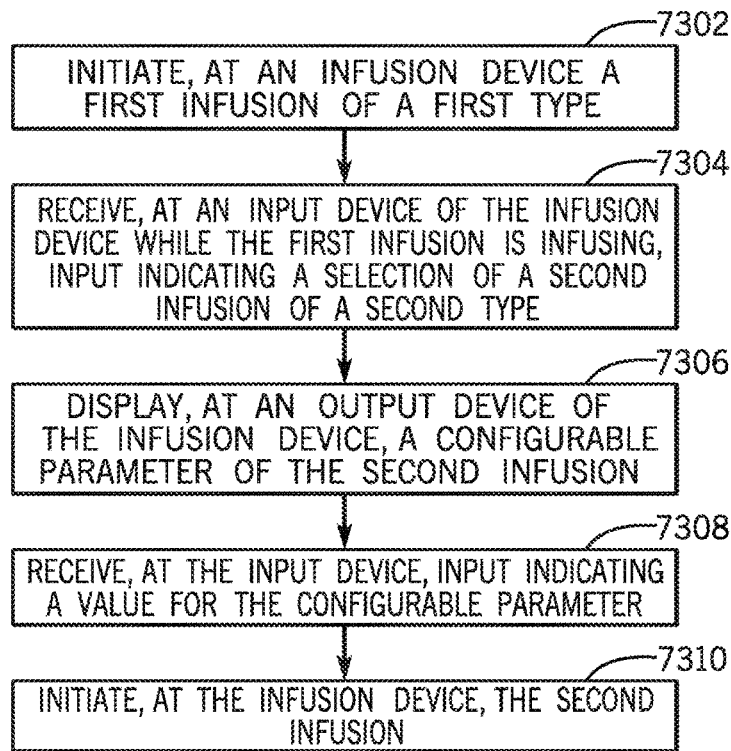 7302
INITIATE, AT AN INFUSION DEVICE A
FIRST INFUSION OF A FIRST TYPE
7304
RECEIVE, AT AN INPUT DEVICE OF THE INFUSION
DEVICE WHILE THE FIRST INFUSION IS INFUSING,
INPUT INDICATING A SELECTION OF A SECOND
INFUSION OF A SECOND TYPE
7306
DISPLAY, AT AN OUTPUT DEVICE OF
THE INFUSION DEVICE, A CONFIGURABLE
PARAMETER OF THE SECOND INFUSION
7308
RECEIVE, AT THE INPUT DEVICE, INPUT INDICATING
A VALUE FOR THE CONFIGURABLE PARAMETER
7310
INITIATE, AT THE INFUSION DEVICE, THE SECOND
INFUSION